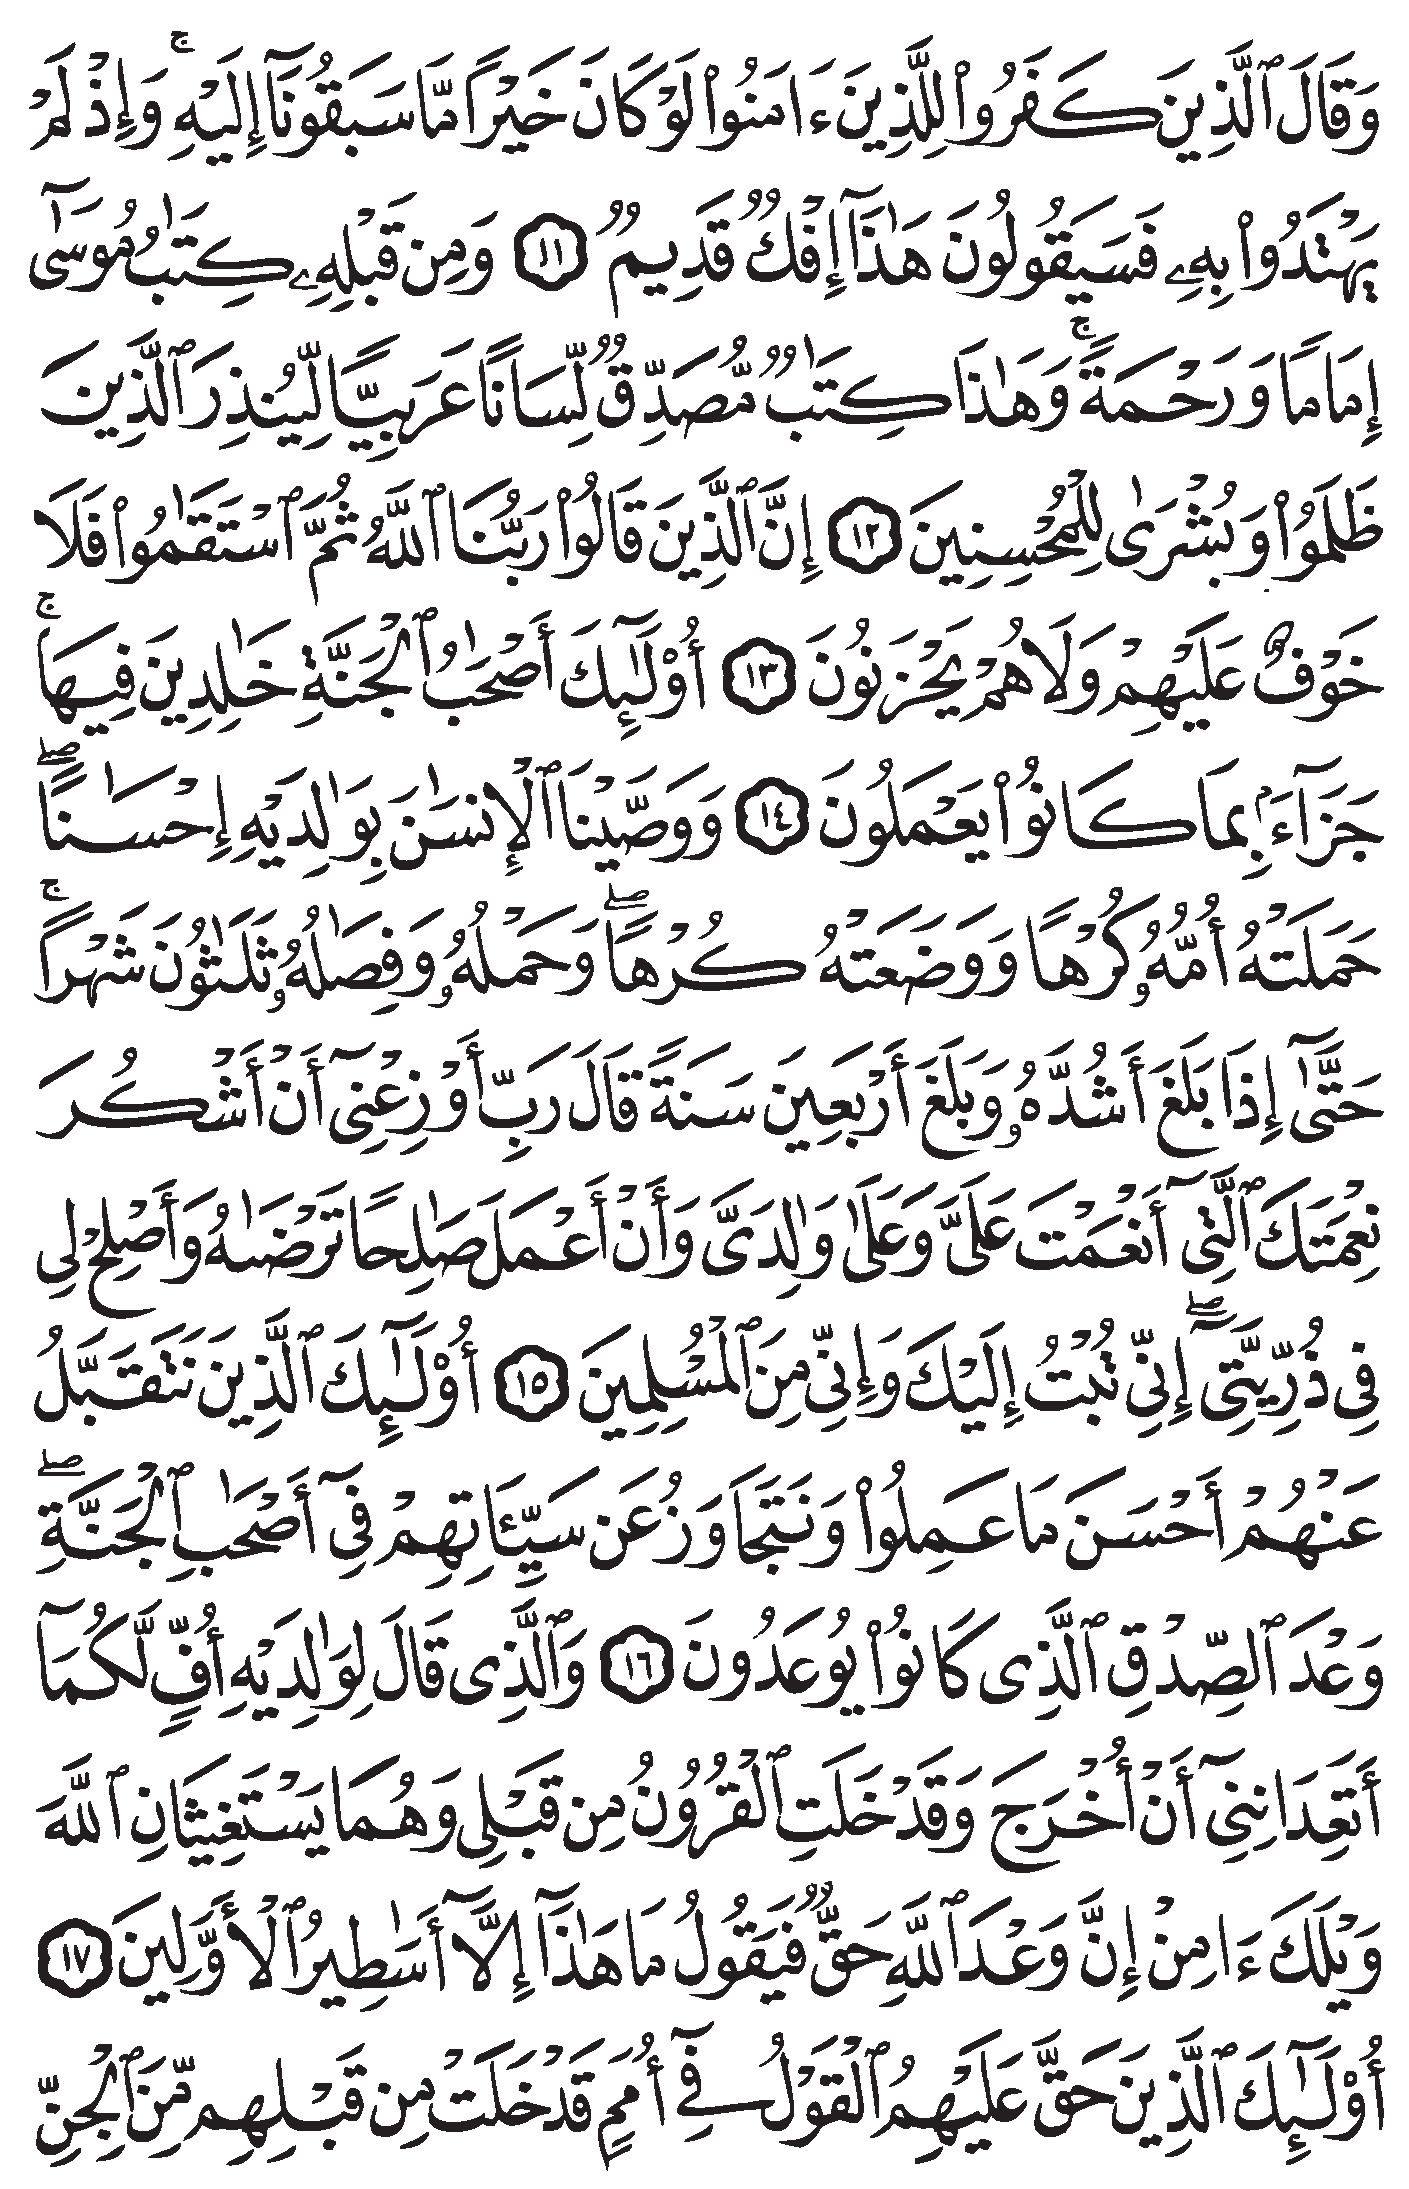 وَقَالَ ٱلَّذِينَ كَفَرُوا۟ لِلَّذِينَ ءَامَنُوا۟ لَوْ كَانَ خَيْرًا مَّا سَبَقُونَآ إِلَيْهِ ۚ وَإِذْ لَمْ
يَهْتَدُوا۟ بِهِۦ فَسَيَقُولُونَ هَـٰذَآ إِفْكٌ قَدِيمٌ ١١ وَمِن قَبْلِهِۦ كِتَـٰبُ مُوسَىٰٓ
إِمَامًا وَرَحْمَةً ۚ وَهَـٰذَا كِتَـٰبٌ مُّصَدِّقٌ لِّسَانًا عَرَبِيًّا لِّيُنذِرَ ٱلَّذِينَ
ظَلَمُوا۟ وَبُشْرَىٰ لِلْمُحْسِنِينَ ١٢ إِنَّ ٱلَّذِينَ قَالُوا۟ رَبُّنَا ٱللَّهُ ثُمَّ ٱسْتَقَـٰمُوا۟ فَلَا
خَوْفٌ عَلَيْهِمْ وَلَا هُمْ يَحْزَنُونَ ١٣ أُو۟لَـٰٓئِكَ أَصْحَـٰبُ ٱلْجَنَّةِ خَـٰلِدِينَ فِيهَا ۚ
جَزَآءًۢ بِمَا كَانُوا۟ يَعْمَلُونَ ١٤ وَوَصَّيْنَا ٱلْإِنسَـٰنَ بِوَٰلِدَيْهِ إِحْسَـٰنًا ۖ
حَمَلَتْهُ أُمُّهُۥ كُرْهًا وَوَضَعَتْهُ كُرْهًا ۖ وَحَمْلُهُۥ وَفِصَـٰلُهُۥ ثَلَـٰثُونَ شَهْرًا ۚ
حَتَّىٰٓ إِذَا بَلَغَ أَشُدَّهُۥ وَبَلَغَ أَرْبَعِينَ سَنَةً قَالَ رَبِّ أَوْزِعْنِىٓ أَنْ أَشْكُرَ
نِعْمَتَكَ ٱلَّتِىٓ أَنْعَمْتَ عَلَىَّ وَعَلَىٰ وَٰلِدَىَّ وَأَنْ أَعْمَلَ صَـٰلِحًا تَرْضَىٰهُ وَأَصْلِحْ لِى
فِى ذُرِّيَّتِىٓ ۖ إِنِّى تُبْتُ إِلَيْكَ وَإِنِّى مِنَ ٱلْمُسْلِمِينَ ١٥ أُو۟لَـٰٓئِكَ ٱلَّذِينَ نَتَقَبَّلُ
عَنْهُمْ أَحْسَنَ مَا عَمِلُوا۟ وَنَتَجَاوَزُ عَن سَيِّـَٔاتِهِمْ فِىٓ أَصْحَـٰبِ ٱلْجَنَّةِ ۖ
وَعْدَ ٱلصِّدْقِ ٱلَّذِى كَانُوا۟ يُوعَدُونَ ١٦ وَٱلَّذِى قَالَ لِوَٰلِدَيْهِ أُفٍّ لَّكُمَآ
أَتَعِدَانِنِىٓ أَنْ أُخْرَجَ وَقَدْ خَلَتِ ٱلْقُرُونُ مِن قَبْلِى وَهُمَا يَسْتَغِيثَانِ ٱللَّهَ
وَيْلَكَ ءَامِنْ إِنَّ وَعْدَ ٱللَّهِ حَقٌّ فَيَقُولُ مَا هَـٰذَآ إِلَّآ أَسَـٰطِيرُ ٱلْأَوَّلِينَ ١٧
أُو۟لَـٰٓئِكَ ٱلَّذِينَ حَقَّ عَلَيْهِمُ ٱلْقَوْلُ فِىٓ أُمَمٍ قَدْ خَلَتْ مِن قَبْلِهِم مِّنَ ٱلْجِنِّ